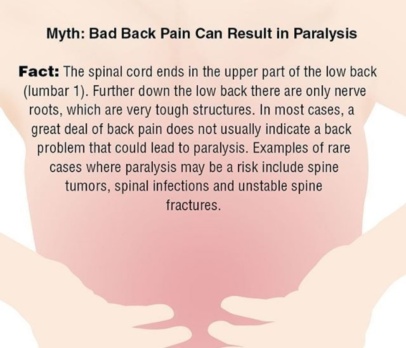 Myth: Bad Back Pain Can Result in Paralysis
Fact: The spinal cord ends in the upper part of the low back
(lumbar 1). Further down the low back there are only nerve
roots, which are very tough structures. In most cases, a
great deal of back pain does not usually indicate a back
problem that could lead to paralysis. Examples of rare
cases where paralysis may be a risk include spine
tumors, spinal infections and unstable spine
fractures.